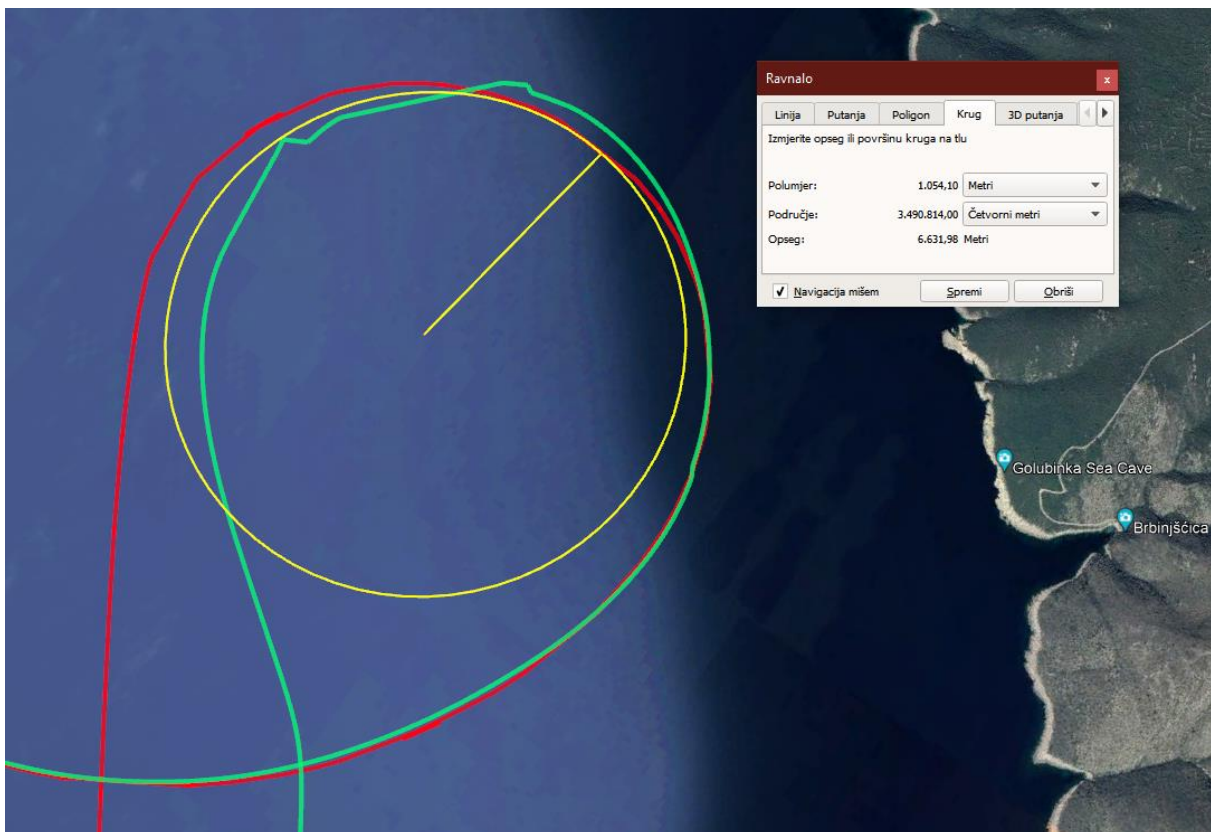 Ravnalo
x
Linija Putanja Poligon Krug 3D putanja
Izmjerite opseg ili površinu kruga na tlu
Polumjer: 1.054,10 Metri
Područje: 3.490.814,00 Četvorni metri
Opseg: 6.631,98 Metri
Navigacija mišem Spremi Obriši
Golubinka Sea Cave
Brbinjšćica